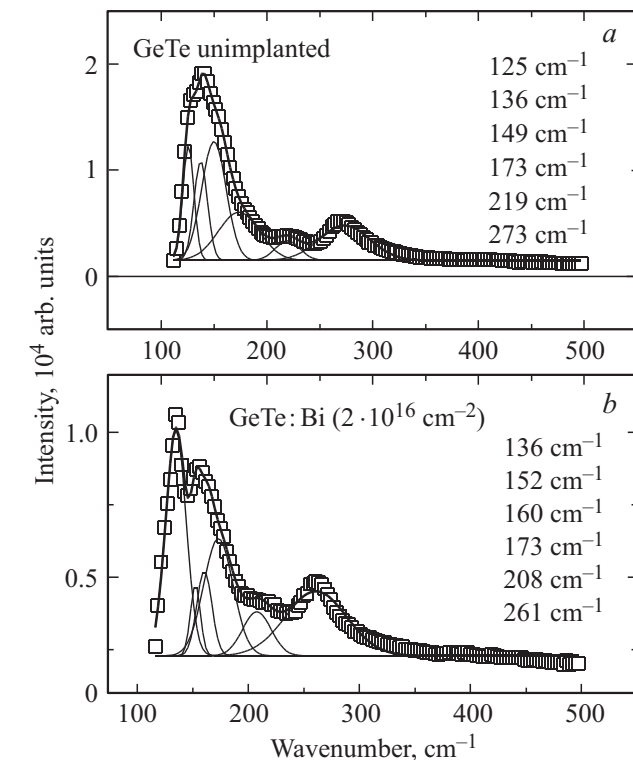 GeTe unimplanted
a
125 cm⁻¹
136 cm⁻¹
149 cm⁻¹
173 cm⁻¹
219 cm⁻¹
273 cm⁻¹
2
1
0
100 200 300 400 500
Intensity, 10⁴ arb. units
GeTe : Bi (2 · 10¹⁶ cm⁻²)
b
136 cm⁻¹
152 cm⁻¹
160 cm⁻¹
173 cm⁻¹
208 cm⁻¹
261 cm⁻¹
1.0
0.5
0
100 200 300 400 500
Wavenumber, cm⁻¹